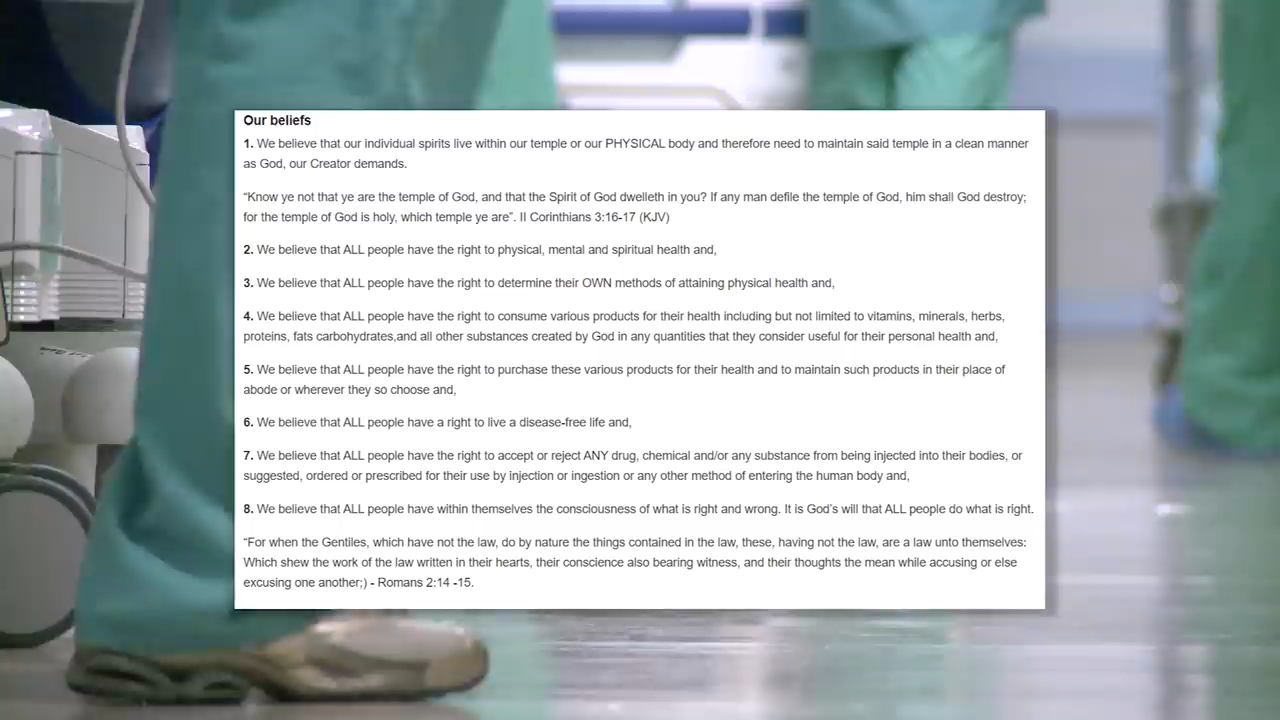 Our beliefs
1. We believe that our individual spirits live within our temple or our PHYSICAL body and therefore need to maintain said temple in a clean manner
as God, our Creator demands.
“Know ye not that ye are the temple of God, and that the Spirit of God dwelleth in you? If any man defile the temple of God, him shall God destroy;
for the temple of God is holy, which temple ye are”. II Corinthians 3:16-17 (KJV)
2. We believe that ALL people have the right to physical, mental and spiritual health and,
3. We believe that ALL people have the right to determine their OWN methods of attaining physical health and,
4. We believe that ALL people have the right to consume various products for their health including but not limited to vitamins, minerals, herbs,
proteins, fats carbohydrates,and all other substances created by God in any quantities that they consider useful for their personal health and,
5. We believe that ALL people have the right to purchase these various products for their health and to maintain such products in their place of
abode or wherever they so choose and,
6. We believe that ALL people have a right to live a disease-free life and,
7. We believe that ALL people have the right to accept or reject ANY drug, chemical and/or any substance from being injected into their bodies, or
suggested, ordered or prescribed for their use by injection or ingestion or any other method of entering the human body and,
8. We believe that ALL people have within themselves the consciousness of what is right and wrong. It is God’s will that ALL people do what is right.
“For when the Gentiles, which have not the law, do by nature the things contained in the law, these, having not the law, are a law unto themselves:
Which shew the work of the law written in their hearts, their conscience also bearing witness, and their thoughts the mean while accusing or else
excusing one another;) - Romans 2:14 -15.